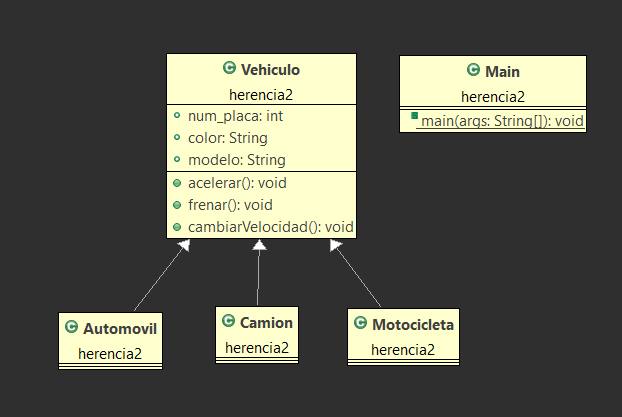 Vehiculo
herencia2
num_placa: int
color: String
modelo: String
acelerar(): void
frenar(): void
cambiarVelocidad(): void
Main
herencia2
main(args: String[]): void
Automovil
herencia2
Camion
herencia2
Motocicleta
herencia2